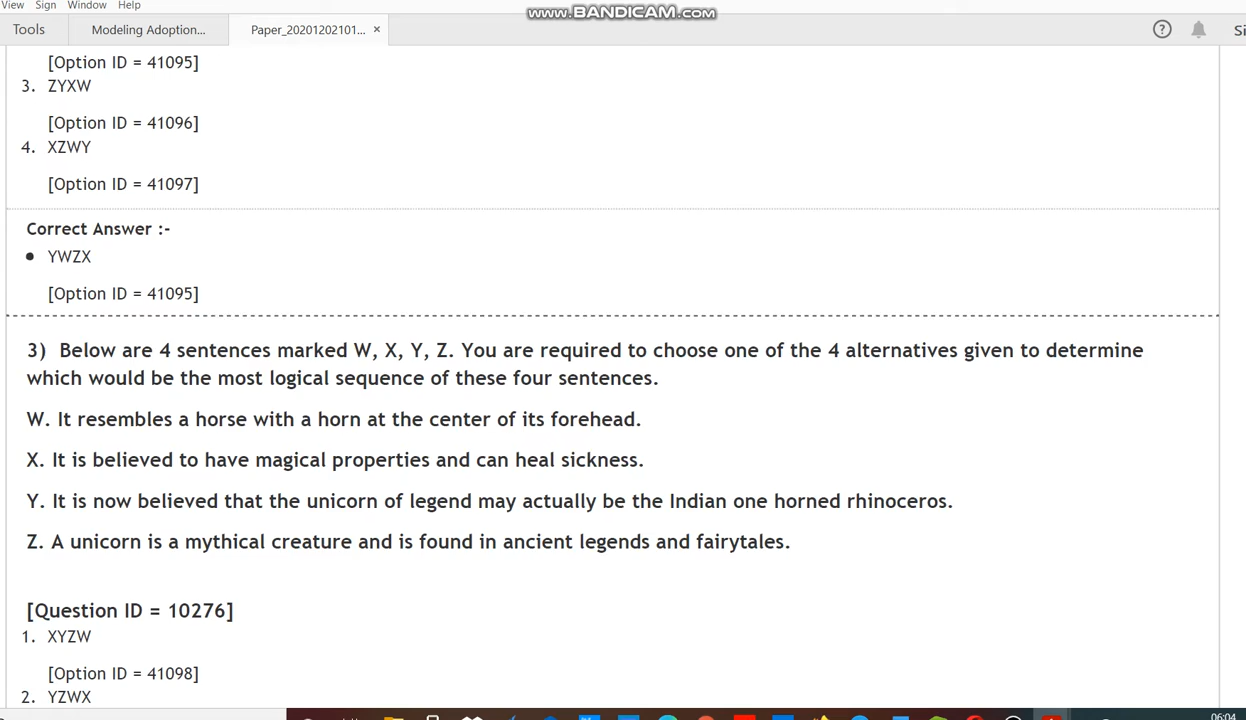 View Sign Window Help
www.BANDICAM.com
Tools Modeling Adoption... Paper_20201202101... × ? Si
[Option ID = 41095]
3. ZYXW
[Option ID = 41096]
4. XZWY
[Option ID = 41097]
Correct Answer :-
• YWZX
[Option ID = 41095]
3) Below are 4 sentences marked W, X, Y, Z. You are required to choose one of the 4 alternatives given to determine
which would be the most logical sequence of these four sentences.
W. It resembles a horse with a horn at the center of its forehead.
X. It is believed to have magical properties and can heal sickness.
Y. It is now believed that the unicorn of legend may actually be the Indian one horned rhinoceros.
Z. A unicorn is a mythical creature and is found in ancient legends and fairytales.
[Question ID = 10276]
1. XYZW
[Option ID = 41098]
2. YZWX
06:04